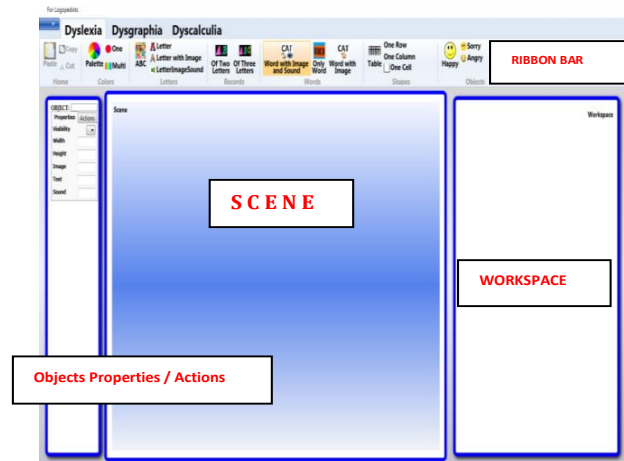 For Logopedists
Dyslexia Dysgraphia Dyscalculia
Paste Copy Cut
Home
Palette One Multi
Colors
ABC Letter
Letter with Image
LetterImageSound
Letters
Of Two Letters Of Three Letters
Records
CAT Word with Image and Sound
Only Word
CAT Word with Image
Words
Table One Row
One Column
One Cell
Shapes
Happy Sorry
Angry
Objects
RIBBON BAR
OBJECT:
Properties Actions
Visibility
Width
Height
Image
Text
Sound
Scene
SCENE
Workspace
WORKSPACE
Objects Properties / Actions